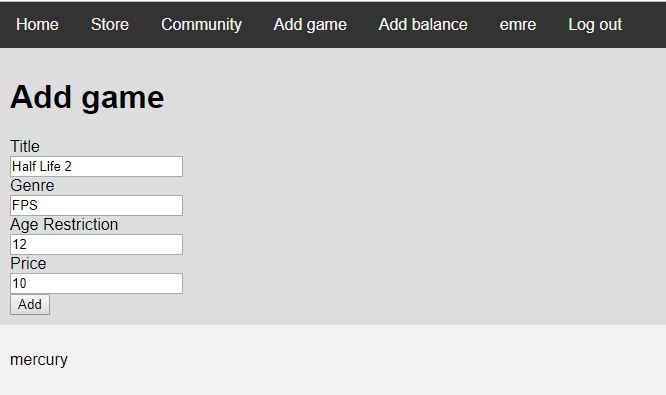 Home Store Community Add game Add balance emre Log out
Add game
Title
Half Life 2
Genre
FPS
Age Restriction
12
Price
10
Add
mercury